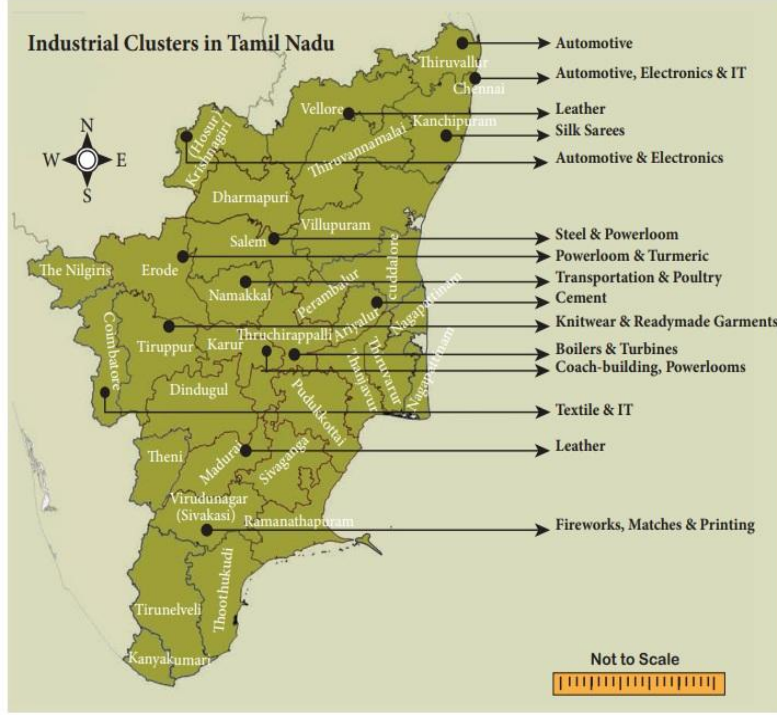 Industrial Clusters in Tamil Nadu
N
W E
S
Thiruvallur
Chennai
Vellore
Kanchipuram
(Hosur)
Krishnagiri
Thiruvannamalai
Dharmapuri
Villupuram
Salem
cuddalore
The Nilgiris
Erode
Namakkal
Perambalur
Ariyalur
Nagapattinam
Coimbatore
Tiruppur
Karur
Thruchirappalli
Thanjavur
Thiruvarur
Nagapattinam
Dindugul
Pudukkottai
Theni
Madurai
Sivaganga
Virudunagar
(Sivakasi)
Ramanathapuram
Tirunelveli
Thoothukudi
Kanyakumari
Automotive
Automotive, Electronics & IT
Leather
Silk Sarees
Automotive & Electronics
Steel & Powerloom
Powerloom & Turmeric
Transportation & Poultry
Cement
Knitwear & Readymade Garments
Boilers & Turbines
Coach-building, Powerlooms
Textile & IT
Leather
Fireworks, Matches & Printing
Not to Scale